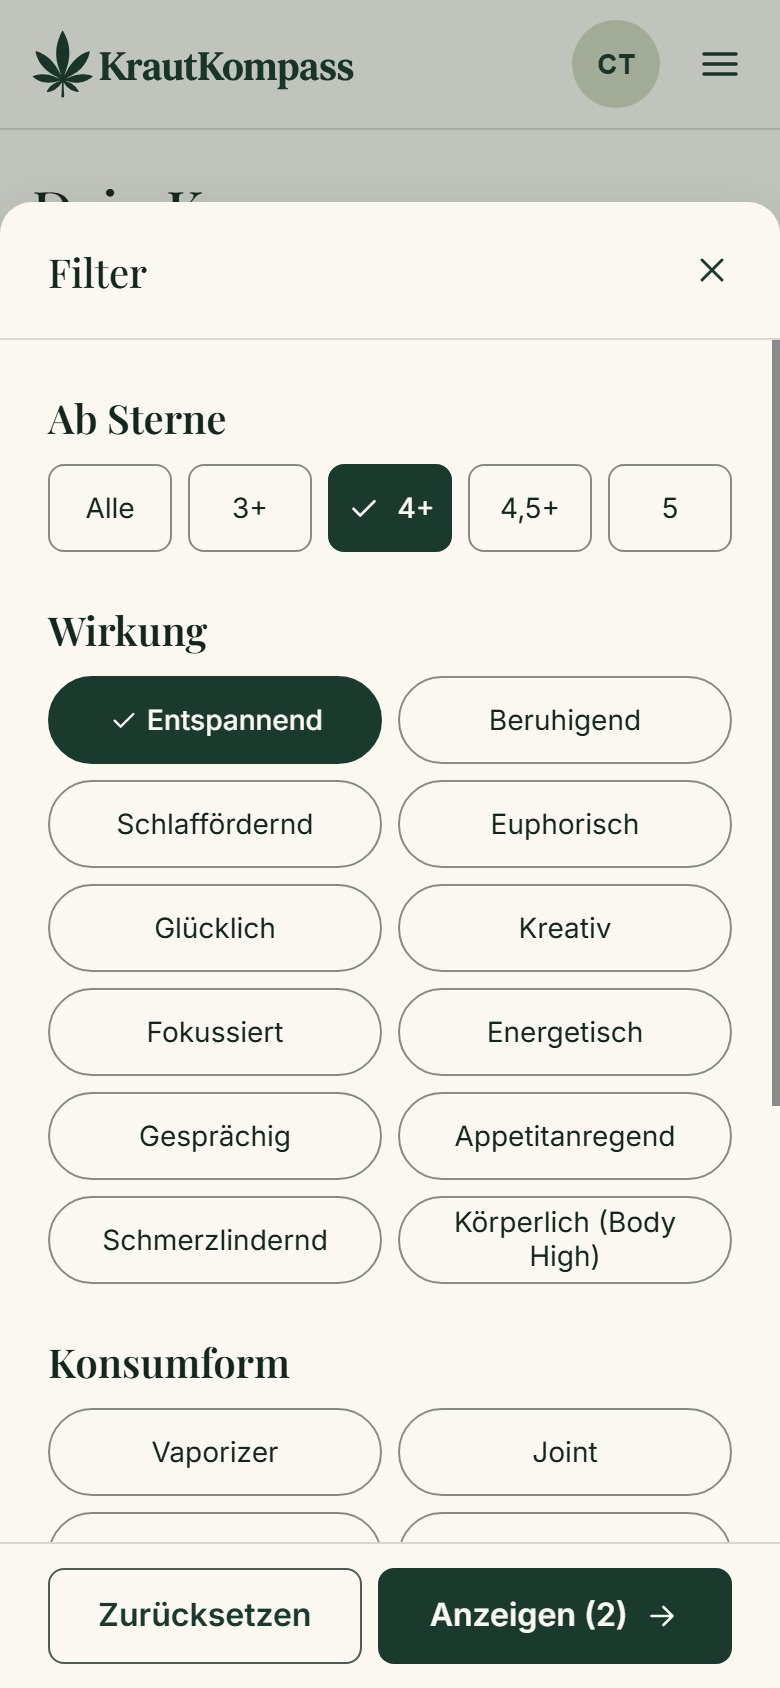 KrautKompass
CT
Filter
Ab Sterne
Alle
3+
4+
4,5+
5
Wirkung
Entspannend
Beruhigend
Schlaffördernd
Euphorisch
Glücklich
Kreativ
Fokussiert
Energetisch
Gesprächig
Appetitanregend
Schmerzlindernd
Körperlich (Body
High)
Konsumform
Vaporizer
Joint
Zurücksetzen
Anzeigen (2)